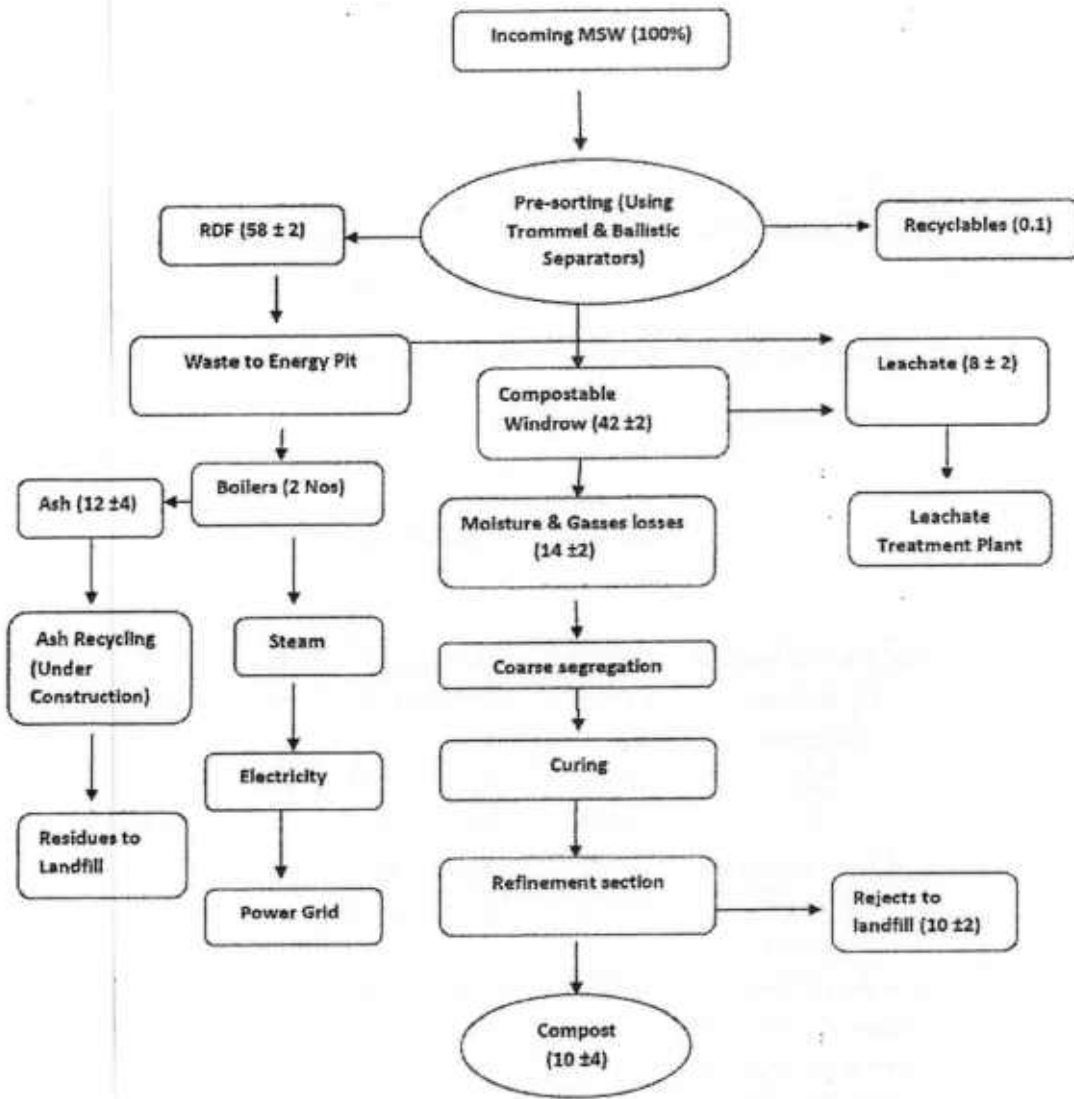 Incoming MSW (100%)
Pre-sorting (Using
Trommel & Ballistic
Separators)
RDF (58 ± 2)
Recyclables (0.1)
Waste to Energy Pit
Leachate (8 ± 2)
Compostable
Windrow (42 ±2)
Boilers (2 Nos)
Ash (12 ±4)
Moisture & Gasses losses
(14 ±2)
Leachate
Treatment Plant
Ash Recycling
(Under
Construction)
Steam
Coarse segregation
Electricity
Curing
Residues to
Landfill
Power Grid
Refinement section
Rejects to
landfill (10 ±2)
Compost
(10 ±4)